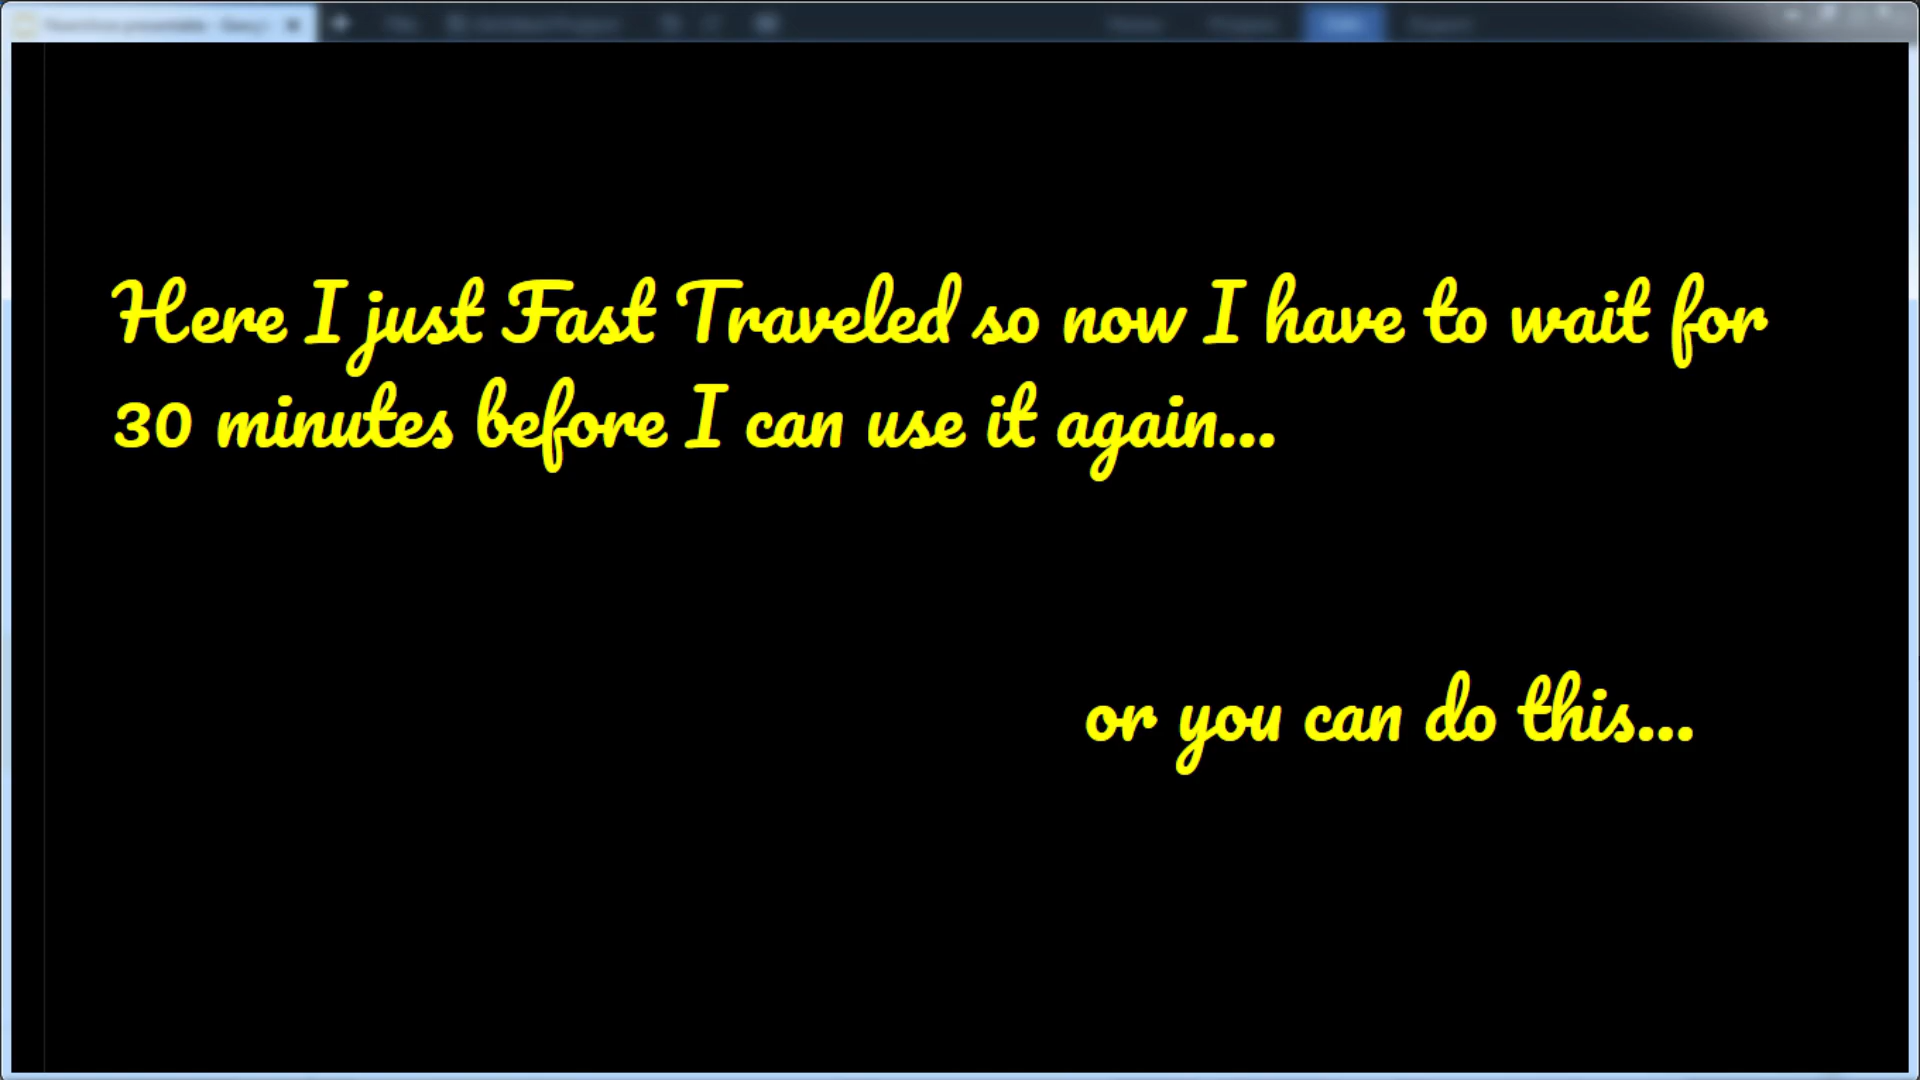 Here I just Fast Traveled so now I have to wait for
30 minutes before I can use it again...
or you can do this...